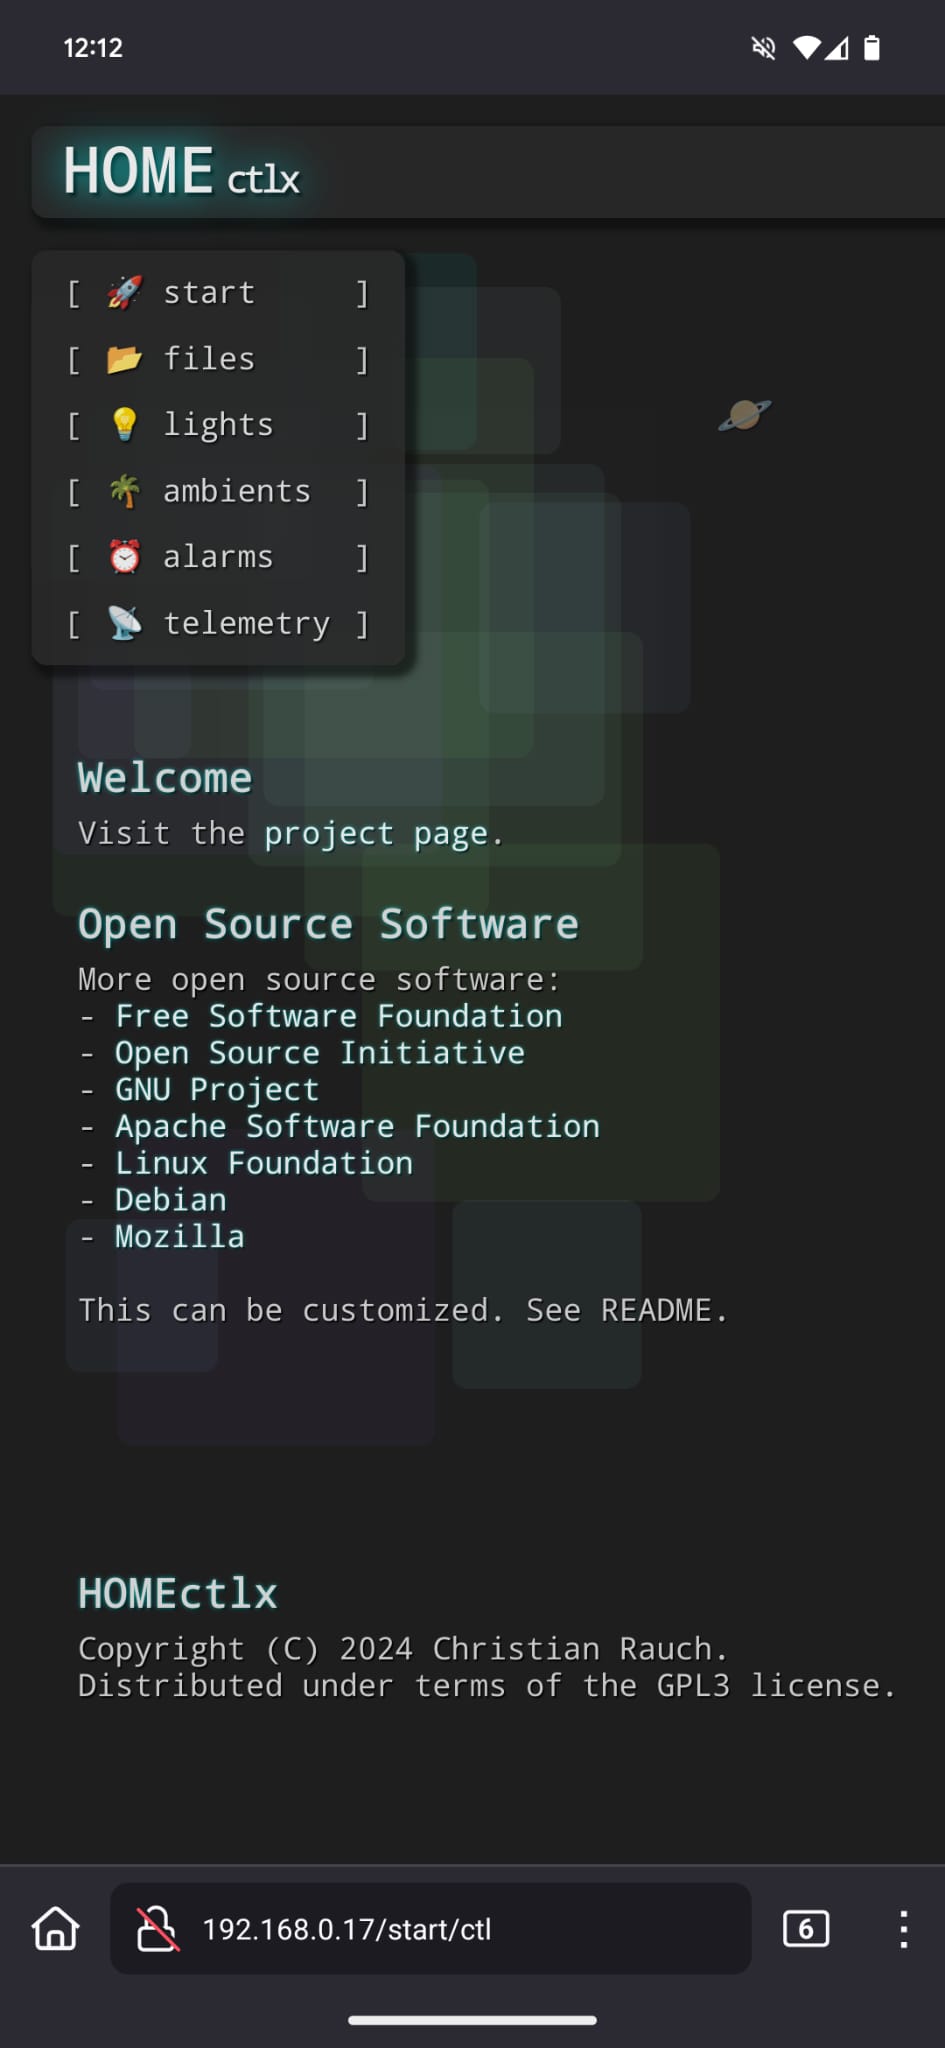 12:12
HOME ctlx
[ 🚀 start ]
[ 📂 files ]
[ 💡 lights ]
[ 🌴 ambients ]
[ ⏰ alarms ]
[ 📡 telemetry ]
Welcome
Visit the project page.
Open Source Software
More open source software:
- Free Software Foundation
- Open Source Initiative
- GNU Project
- Apache Software Foundation
- Linux Foundation
- Debian
- Mozilla
This can be customized. See README.
HOMEctlx
Copyright (C) 2024 Christian Rauch.
Distributed under terms of the GPL3 license.
192.168.0.17/start/ctl
6